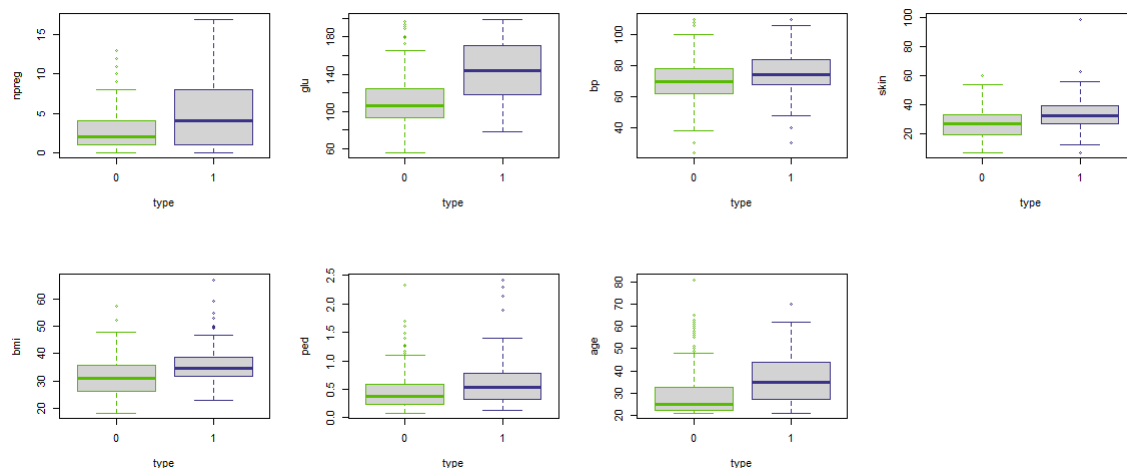 npreg
0 5 10 15
0 1
type
glu
60 100 140 180
0 1
type
bp
40 60 80 100
0 1
type
skin
20 40 60 80 100
0 1
type
bmi
20 30 40 50 60
0 1
type
ped
0.0 0.5 1.0 1.5 2.0 2.5
0 1
type
age
20 30 40 50 60 70 80
0 1
type